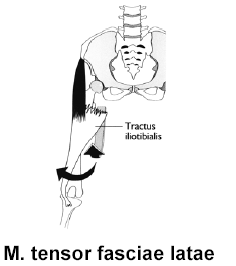 Tractus
iliotibialis
M. tensor fasciae latae